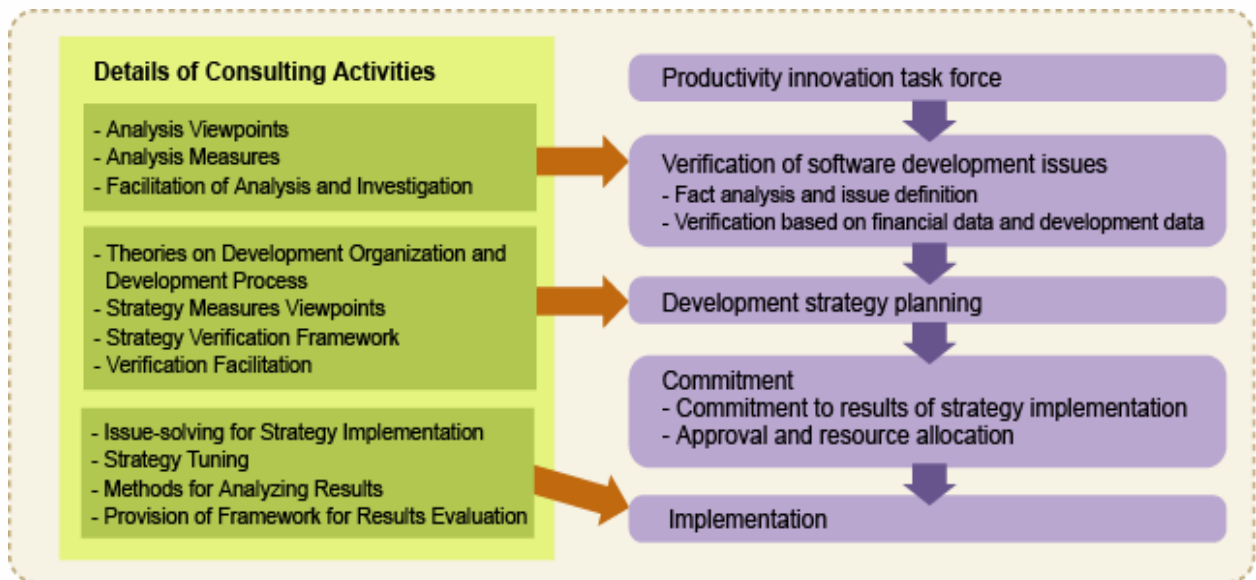 Details of Consulting Activities
- Analysis Viewpoints
- Analysis Measures
- Facilitation of Analysis and Investigation
- Theories on Development Organization and
Development Process
- Strategy Measures Viewpoints
- Strategy Verification Framework
- Verification Facilitation
- Issue-solving for Strategy Implementation
- Strategy Tuning
- Methods for Analyzing Results
- Provision of Framework for Results Evaluation
Productivity innovation task force
Verification of software development issues
- Fact analysis and issue definition
- Verification based on financial data and development data
Development strategy planning
Commitment
- Commitment to results of strategy implementation
- Approval and resource allocation
Implementation